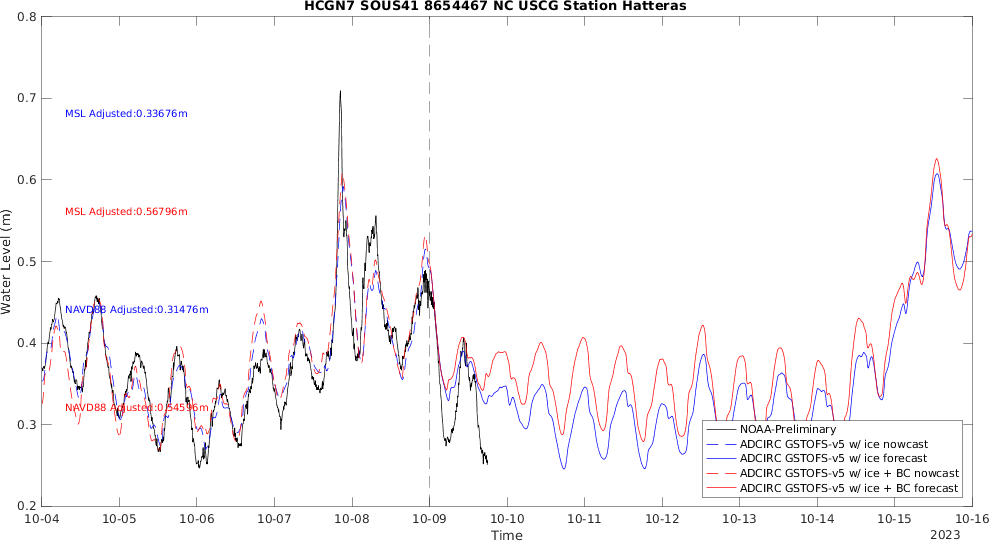 HCGN7 SOUS41 8654467 NC USCG Station Hatteras
0.8
0.7
0.6
0.5
0.4
0.3
0.2
Water Level (m)
MSL Adjusted:0.33676m
MSL Adjusted:0.56796m
NAVD88 Adjusted:0.31476m
NAVD88 Adjusted:0.54596m
NOAA-Preliminary
ADCIRC GSTOFS-v5 w/ ice nowcast
ADCIRC GSTOFS-v5 w/ ice forecast
ADCIRC GSTOFS-v5 w/ ice + BC nowcast
ADCIRC GSTOFS-v5 w/ ice + BC forecast
10-04 10-05 10-06 10-07 10-08 10-09 10-10 10-11 10-12 10-13 10-14 10-15 10-16
Time
2023